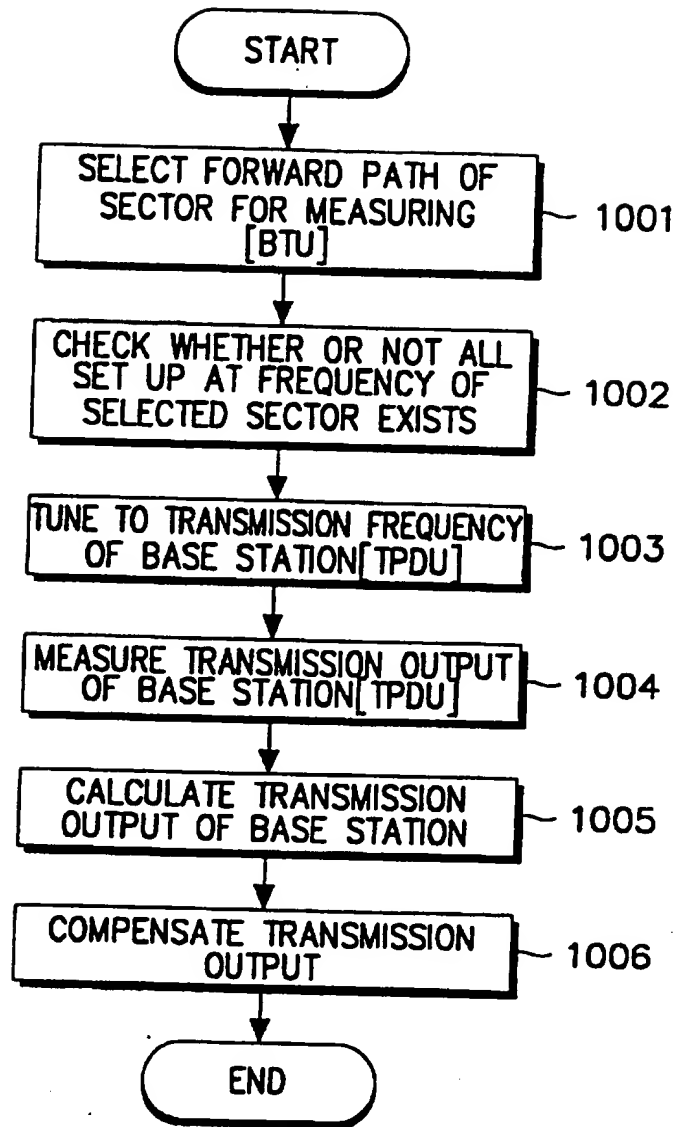 START
SELECT FORWARD PATH OF
SECTOR FOR MEASURING
[BTU]
1001
CHECK WHETHER OR NOT ALL
SET UP AT FREQUENCY OF
SELECTED SECTOR EXISTS
1002
TUNE TO TRANSMISSION FREQUENCY
OF BASE STATION[TPDU]
1003
MEASURE TRANSMISSION OUTPUT
OF BASE STATION[TPDU]
1004
CALCULATE TRANSMISSION
OUTPUT OF BASE STATION
1005
COMPENSATE TRANSMISSION
OUTPUT
1006
END